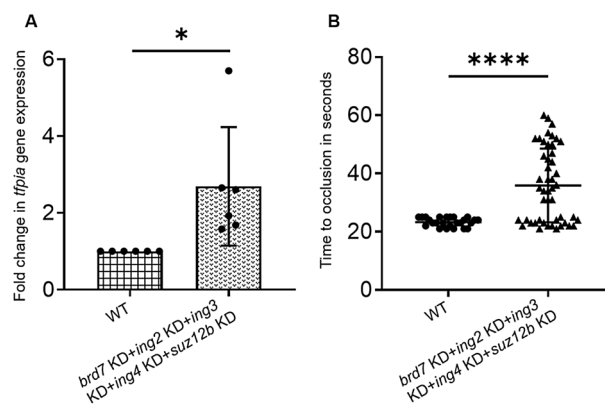 A
*
Fold change in tfpia gene expression
6
4
2
0
WT
brd7 KD+ing2 KD+ing3
KD+ing4 KD+suz12b KD
B
****
Time to occlusion in seconds
80
60
40
20
0
WT
brd7 KD+ing2 KD+ing3
KD+ing4 KD+suz12b KD